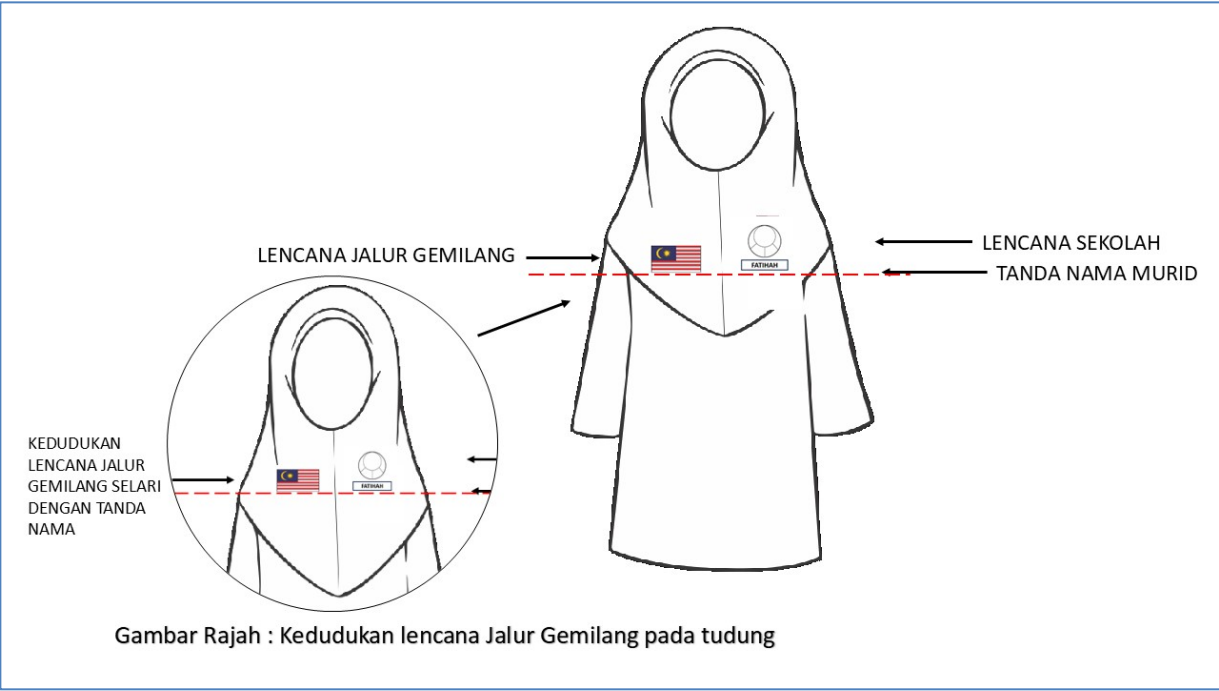 LENCANA JALUR GEMILANG
LENCANA SEKOLAH
FATIHAH
TANDA NAMA MURID
KEDUDUKAN
LENCANA JALUR
GEMILANG SELARI
DENGAN TANDA
NAMA
FATIHAH
Gambar Rajah : Kedudukan lencana Jalur Gemilang pada tudung